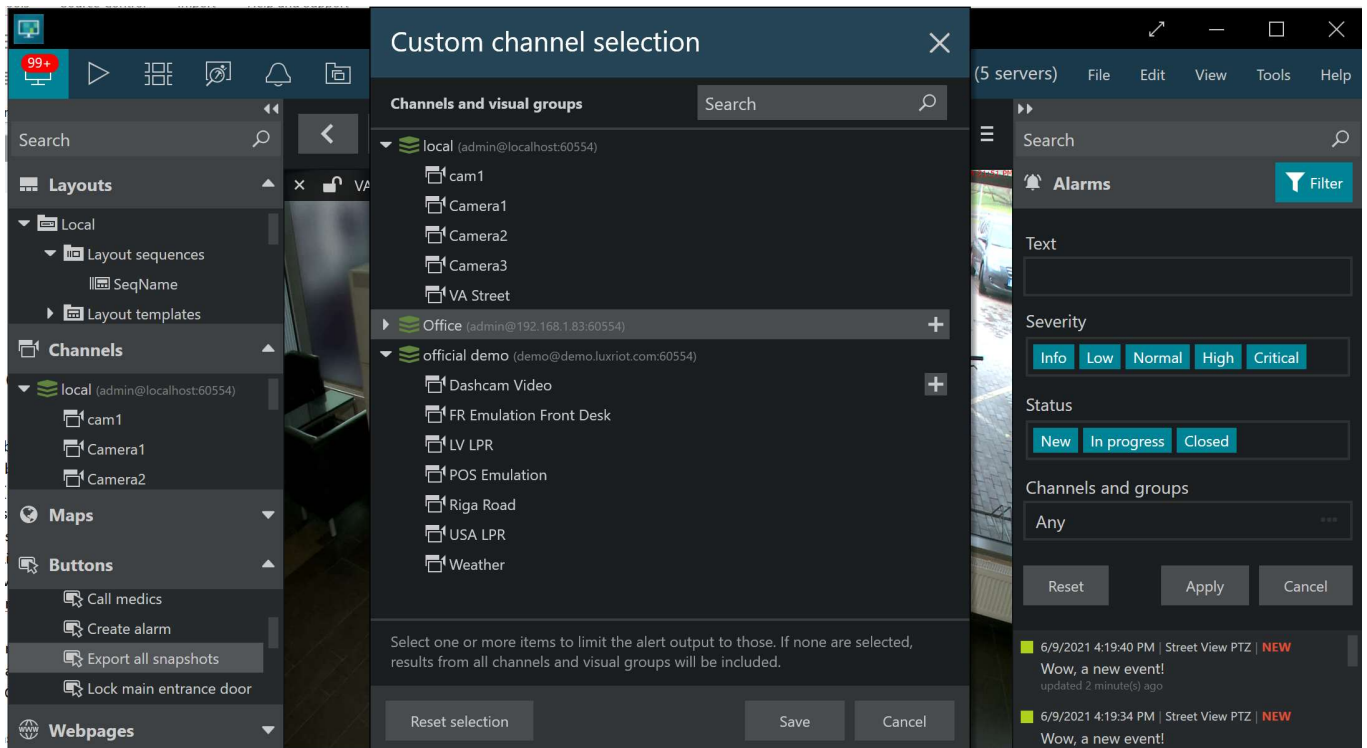 Custom channel selection
99+
(5 servers)
File
Edit
View
Tools
Help
Search
Layouts
Local
Layout sequences
SeqName
Layout templates
Channels
local (admin@localhost:60554)
cam1
Camera1
Camera2
Maps
Buttons
Call medics
Create alarm
Export all snapshots
Lock main entrance door
Webpages
VA
Channels and visual groups
Search
local (admin@localhost:60554)
cam1
Camera1
Camera2
Camera3
VA Street
Office (admin@192.168.1.83:60554)
official demo (demo@demo.luxriot.com:60554)
Dashcam Video
FR Emulation Front Desk
LV LPR
POS Emulation
Riga Road
USA LPR
Weather
Select one or more items to limit the alert output to those. If none are selected,
results from all channels and visual groups will be included.
Reset selection
Save
Cancel
Search
Alarms
Filter
Text
Severity
Info Low Normal High Critical
Status
New In progress Closed
Channels and groups
Any
Reset
Apply
Cancel
6/9/2021 4:19:40 PM | Street View PTZ | NEW
Wow, a new event!
updated 2 minute(s) ago
6/9/2021 4:19:34 PM | Street View PTZ | NEW
Wow, a new event!